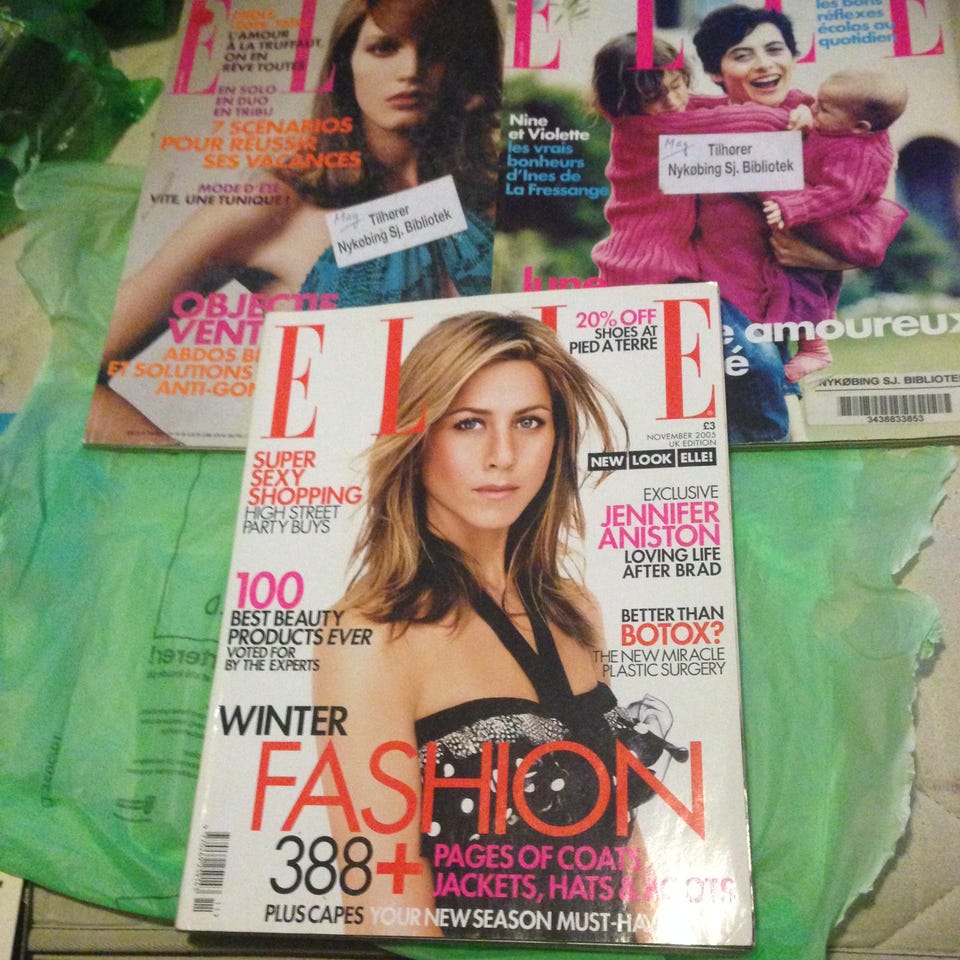 ELLE
L'AMOUR
À LA TRUFFAUT,
ON EN
RÊVE TOUTES
EN SOLO
EN DUO
EN TRIBU
7 SCÉNARIOS
POUR RÉUSSIR
SES VACANCES
MODE D'ÉTÉ
VITE, UNE TUNIQUE!
May Tilhører
Nykøbing Sj. Bibliotek
OBJECTIF
VENT
ABDOS
ET SOLUTIONS
ELLE
les bons
réflexes
écolos au
quotidien
Nine
et Violette
les vrais
bonheurs
d'Ines de
La Fressange
May Tilhører
Nykøbing Sj. Bibliotek
amoureux
é
NYKØBING SJ. BIBLIOTE
3436833853
ELLE
20% OFF
SHOES AT
PIED A TERRE
£3
NOVEMBER 2005
UK EDITION
NEW LOOK ELLE!
SUPER
SEXY
SHOPPING
HIGH STREET
PARTY BUYS
EXCLUSIVE
JENNIFER
ANISTON
LOVING LIFE
AFTER BRAD
100
BEST BEAUTY
PRODUCTS EVER
VOTED FOR
BY THE EXPERTS
BETTER THAN
BOTOX?
THE NEW MIRACLE
PLASTIC SURGERY
WINTER
FASHION
388+ PAGES OF COATS,
JACKETS, HATS & BOOTS
PLUS CAPES YOUR NEW SEASON MUST-HAV